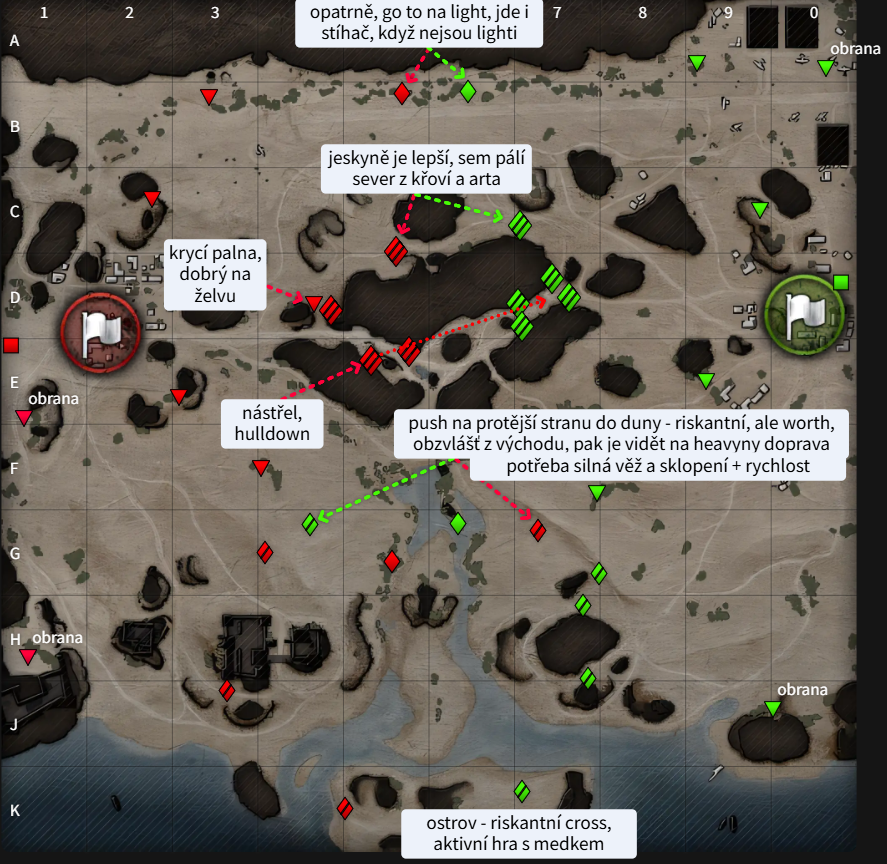 1 2 3 7 8 9 0
opatrně, go to na light, jde i
stíhač, když nejsou lighti
A
obrana
B
jeskyně je lepší, sem pálí
sever z křoví a arta
C
krycí palna,
dobrý na
želvu
D
E
obrana
nástřel,
hulldown
push na protější stranu do duny - riskantní, ale worth,
obzvlášť z východu, pak je vidět na heavyny doprava
potřeba silná věž a sklopení + rychlost
F
G
H
obrana
obrana
J
K
ostrov - riskantní cross,
aktivní hra s medkem